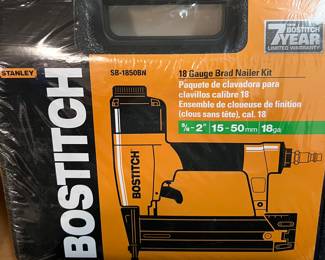 7 YEAR
BOSTITCH
LIMITED WARRANTY
STANLEY
SB-1850BN
18 Gauge Brad Nailer Kit
Paquete de clavadora para
clavillos calibre 18
Ensemble de cloueuse de finition
(clous sans tête), cal. 18
5/8 - 2" | 15 - 50 mm | 18ga
BOSTITCH
BOSTITCH